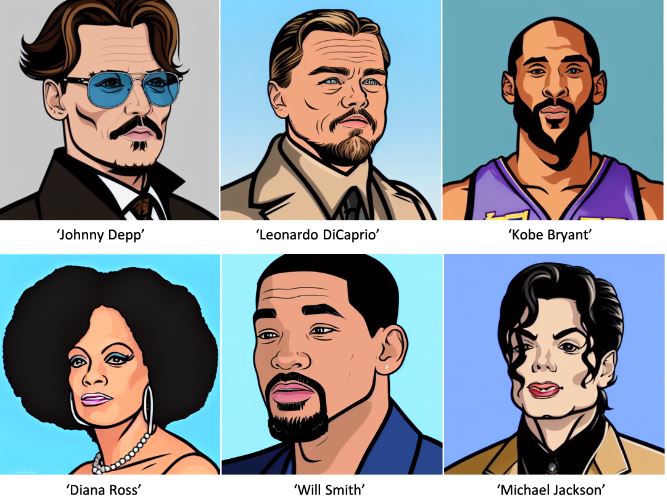 ‘Johnny Depp’
‘Leonardo DiCaprio’
‘Kobe Bryant’
‘Diana Ross’
‘Will Smith’
‘Michael Jackson’